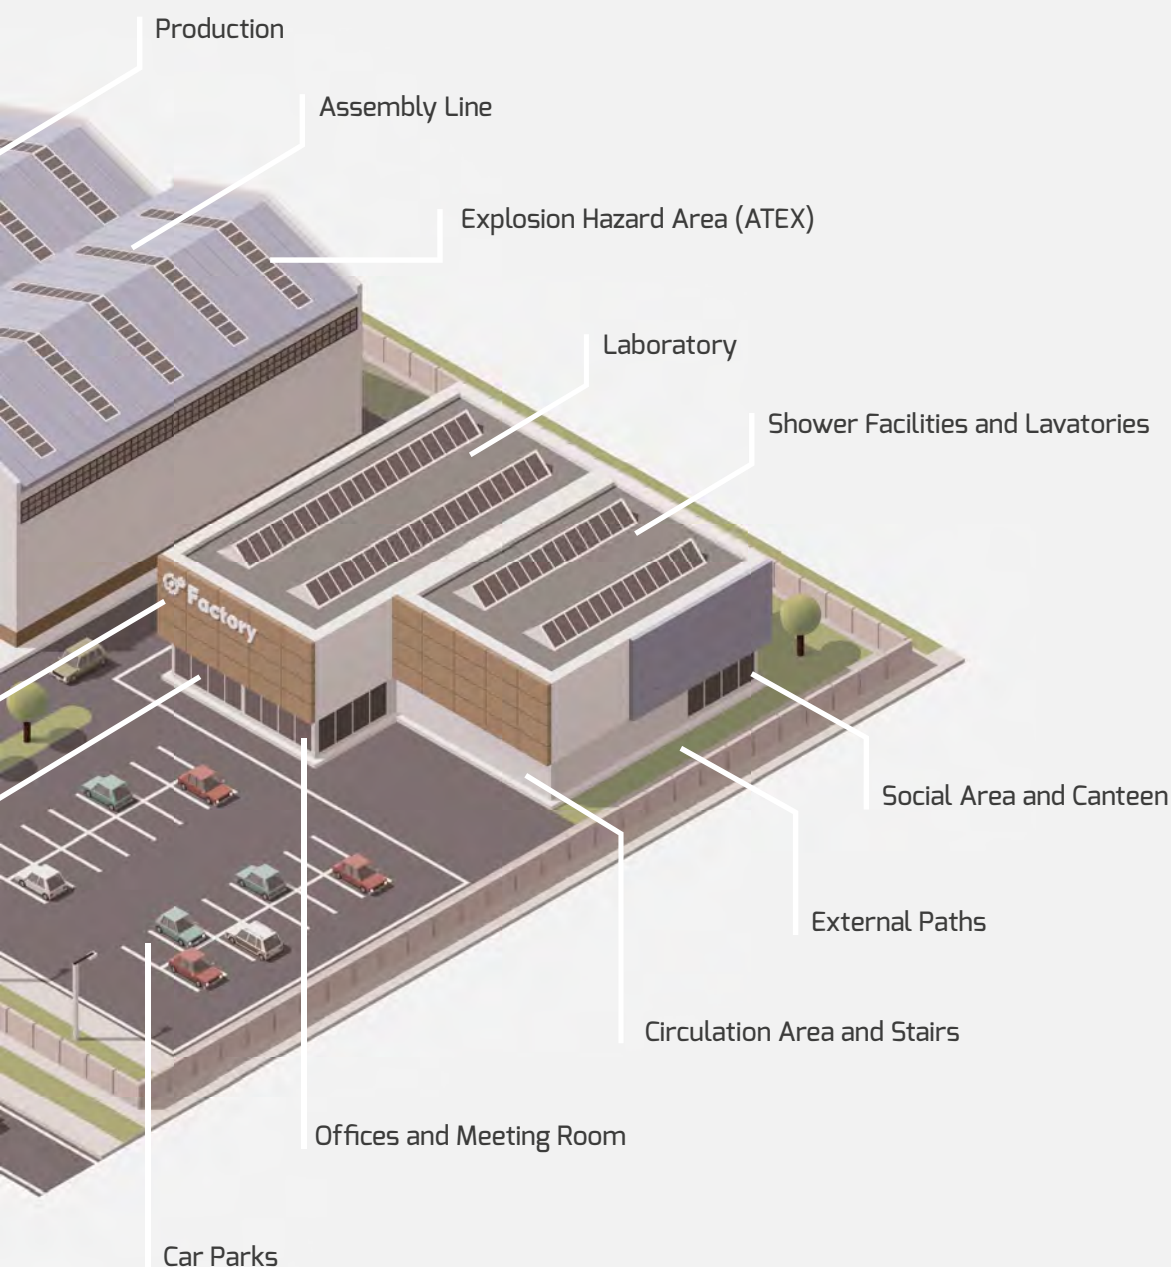 Production
Assembly Line
Explosion Hazard Area (ATEX)
Laboratory
Shower Facilities and Lavatories
Factory
Social Area and Canteen
External Paths
Circulation Area and Stairs
Offices and Meeting Room
Car Parks